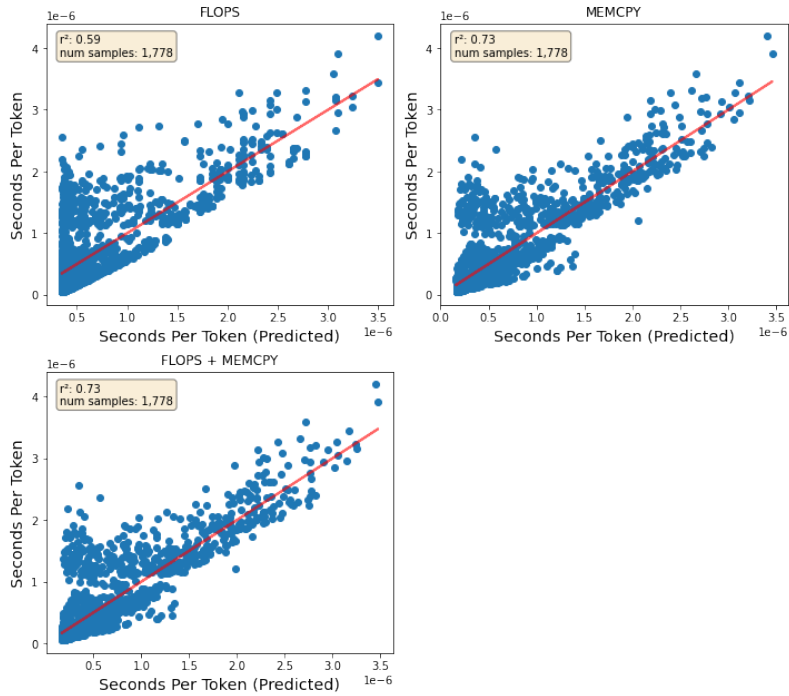 FLOPS
1e−6
r²: 0.59
num samples: 1,778
4
3
2
1
0
Seconds Per Token
0.5 1.0 1.5 2.0 2.5 3.0 3.5
1e−6
Seconds Per Token (Predicted)
MEMCPY
1e−6
r²: 0.73
num samples: 1,778
4
3
2
1
0
Seconds Per Token
0.0 0.5 1.0 1.5 2.0 2.5 3.0 3.5
1e−6
Seconds Per Token (Predicted)
FLOPS + MEMCPY
1e−6
r²: 0.73
num samples: 1,778
4
3
2
1
0
Seconds Per Token
0.5 1.0 1.5 2.0 2.5 3.0 3.5
1e−6
Seconds Per Token (Predicted)